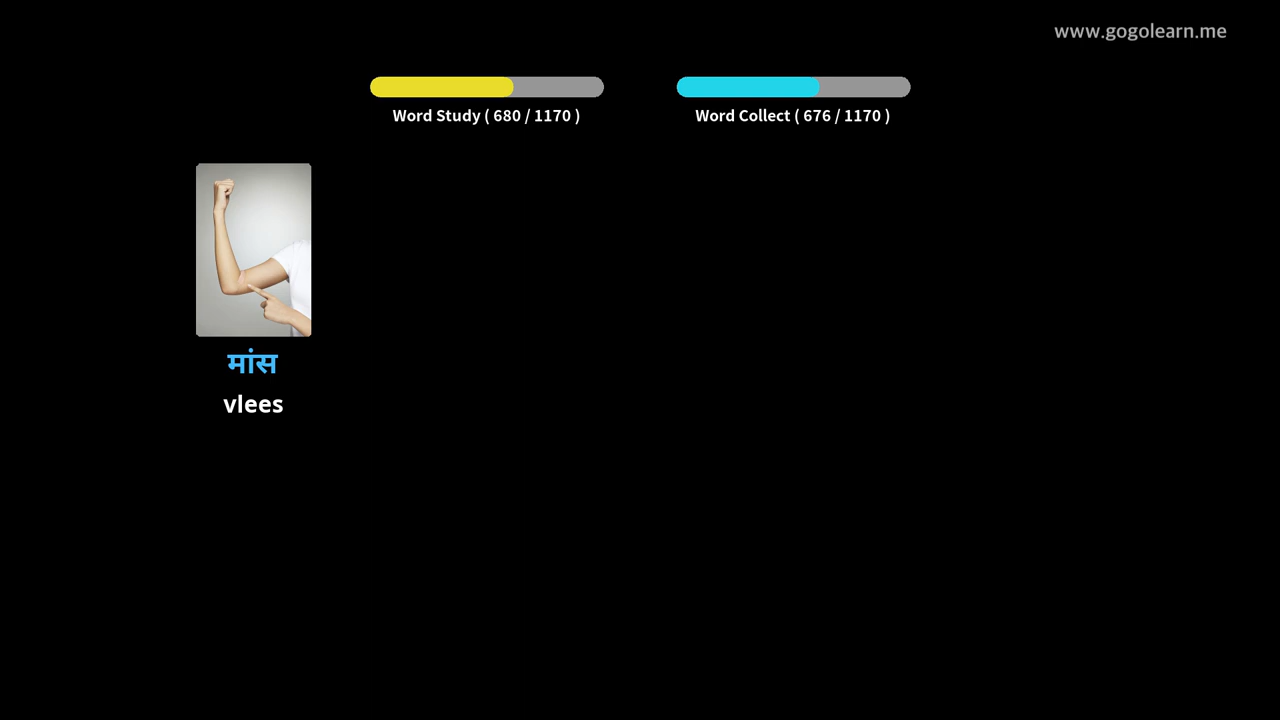 www.gogolearn.me
Word Study ( 680 / 1170 )
Word Collect ( 676 / 1170 )
मांस
vlees